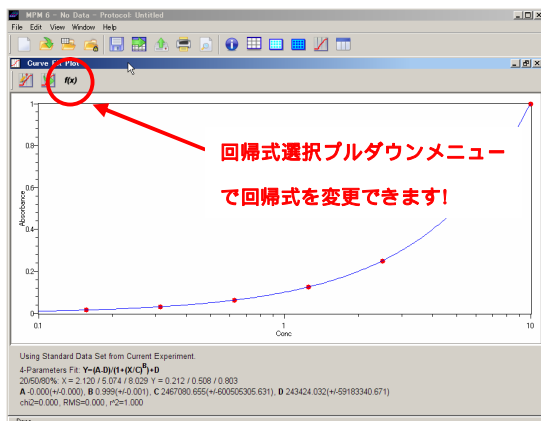 MPM 6 - No Data - Protocol: Untitled
File Edit View Window Help
Curve Fit Plot
f(x)
回帰式選択プルダウンメニュー
で回帰式を変更できます!
Absorbance
1
0.6
0.4
0.2
0
0.1 1 10
Conc
Using Standard Data Set from Current Experiment.
4-Parameters Fit: Y=(A-D)/(1+(X/C)^B)+D
20/50/80%: X = 2.120 / 5.074 / 8.029 Y = 0.212 / 0.508 / 0.803
A -0.000(+/-0.000), B 0.999(+/-0.001), C 2467080.655(+/-600505305.631), D 243424.032(+/-59183340.671)
chi2=0.000, RMS=0.000, r^2=1.000